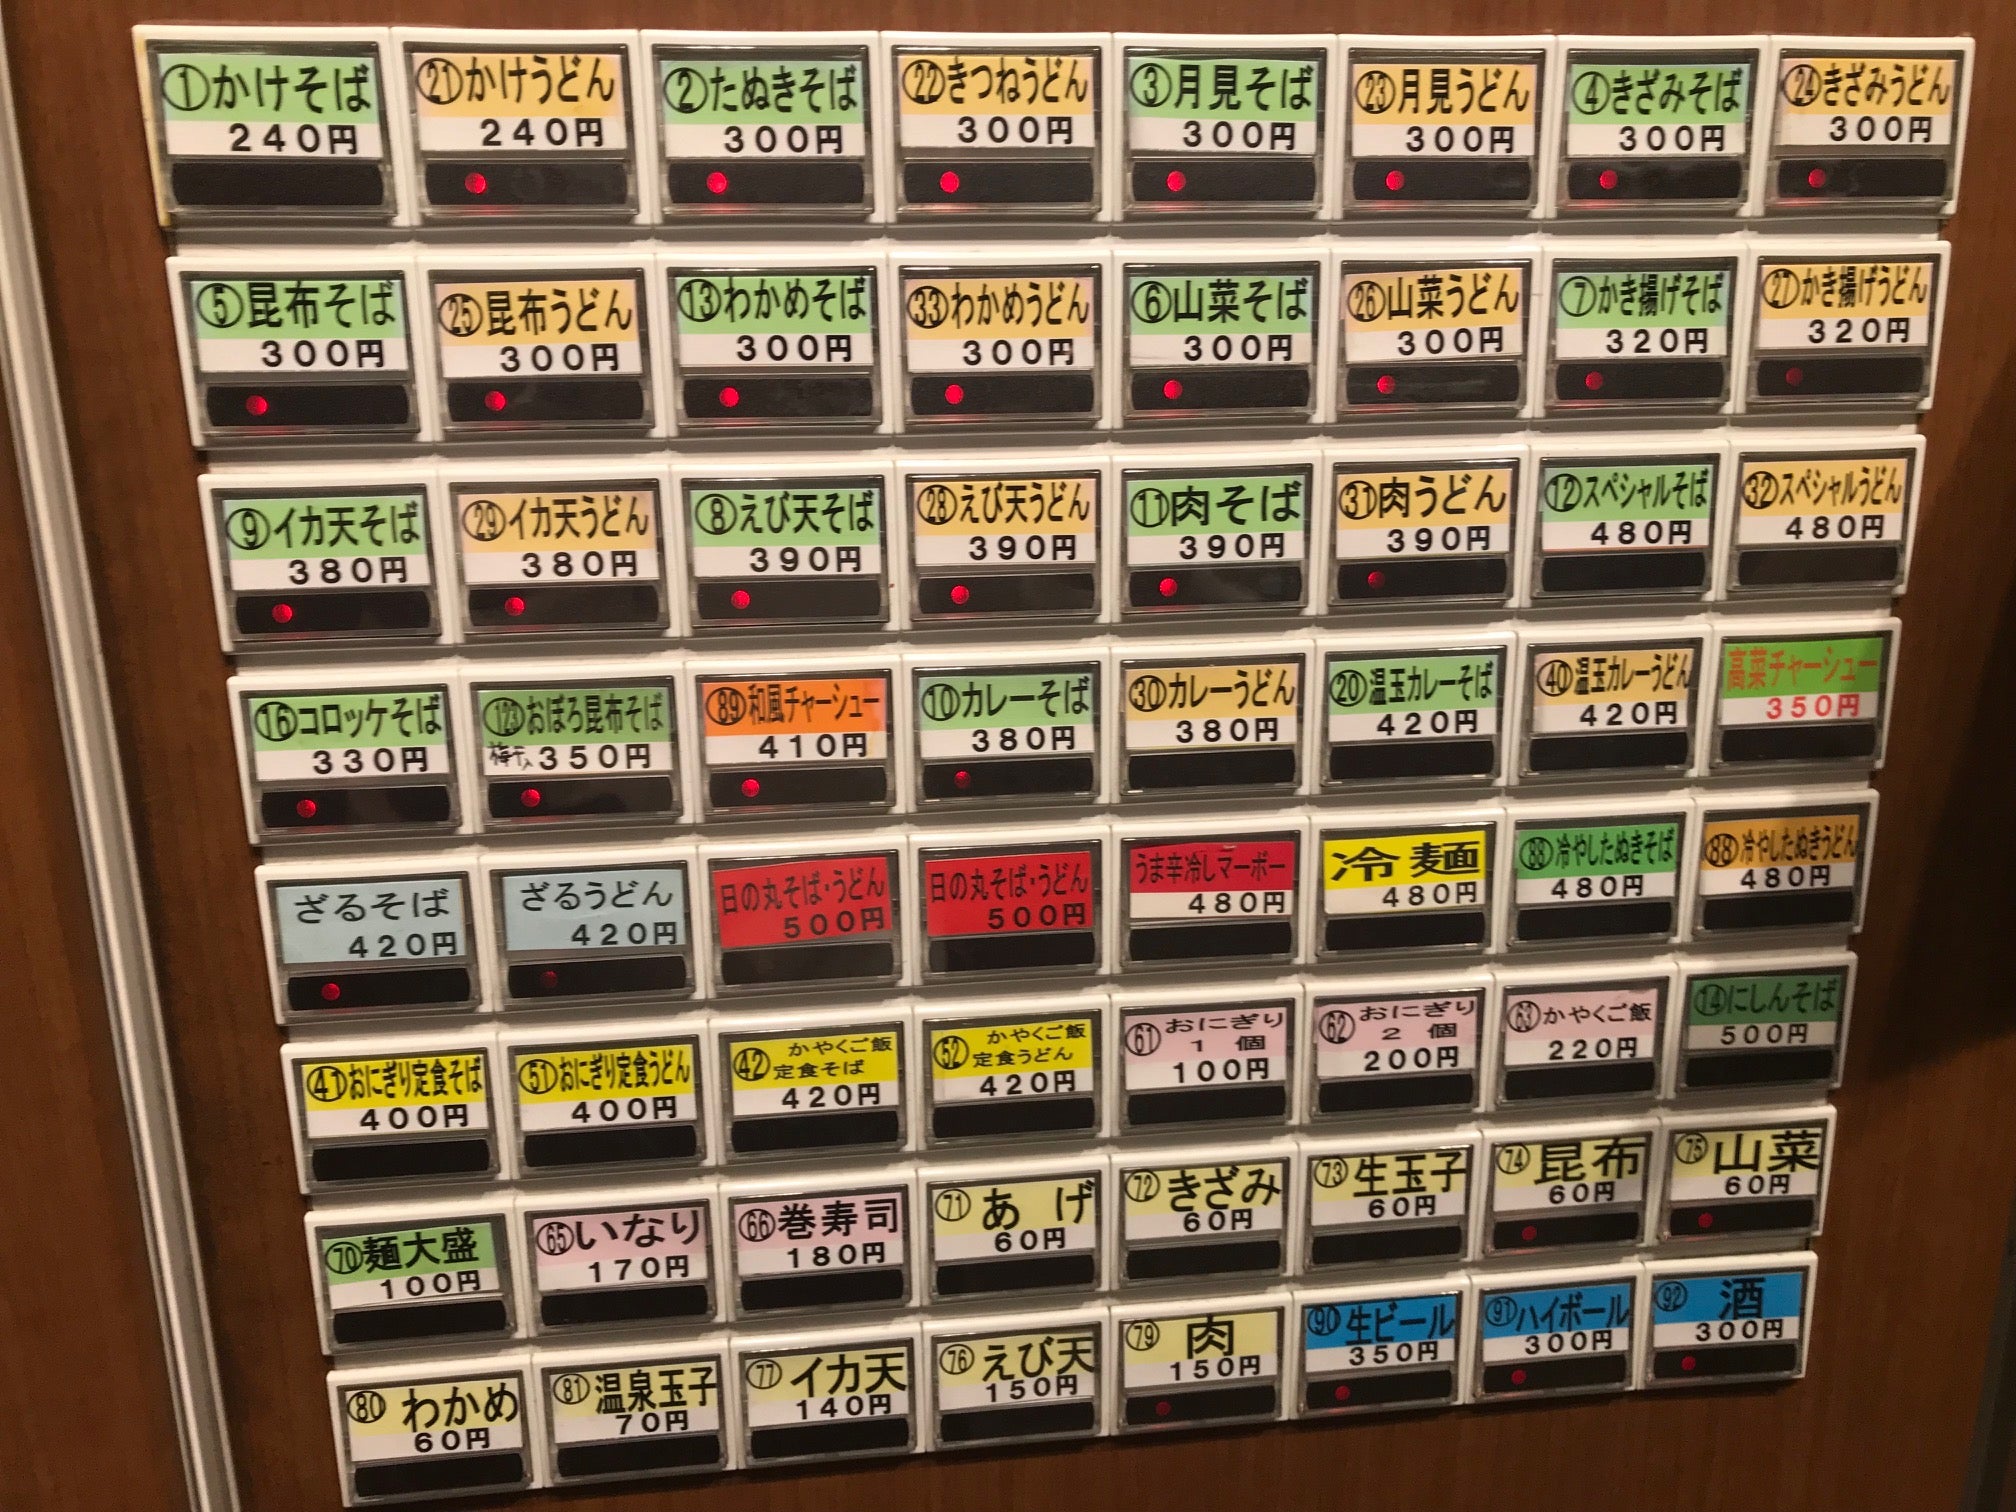 ①かけそば
240円
㉑かけうどん
240円
②たぬきそば
300円
㉒きつねうどん
300円
③月見そば
300円
㉓月見うどん
300円
④きざみそば
300円
㉔きざみうどん
300円
⑤昆布そば
300円
㉕昆布うどん
300円
⑬わかめそば
300円
㉝わかめうどん
300円
⑥山菜そば
300円
㉖山菜うどん
300円
⑦かき揚げそば
320円
㉗かき揚げうどん
320円
⑨イカ天そば
380円
㉙イカ天うどん
380円
⑧えび天そば
390円
㉘えび天うどん
390円
⑪肉そば
390円
㉛肉うどん
390円
⑫スペシャルそば
480円
㉜スペシャルうどん
480円
⑯コロッケそば
330円
(123)おぼろ昆布そば
梅干入350円
(89)和風チャーシュー
410円
⑩カレーそば
380円
㉚カレーうどん
380円
⑳温玉カレーそば
420円
㊵温玉カレーうどん
420円
高菜チャーシュー
350円
ざるそば
420円
ざるうどん
420円
日の丸そば・うどん
500円
日の丸そば・うどん
500円
うま辛冷しマーボー
480円
冷麺
480円
(88)冷やしたぬきそば
480円
(88)冷やしたぬきうどん
480円
㊶おにぎり定食そば
400円
(51)おにぎり定食うどん
400円
㊷かやくご飯
定食そば
420円
(52)かやくご飯
定食うどん
420円
(61)おにぎり
1個
100円
(62)おにぎり
2個
200円
(63)かやくご飯
220円
⑭にしんそば
500円
(70)麺大盛
100円
(65)いなり
170円
(66)巻寿司
180円
(71)あげ
60円
(72)きざみ
60円
(73)生玉子
60円
(74)昆布
60円
(75)山菜
60円
(80)わかめ
60円
(81)温泉玉子
70円
(77)イカ天
140円
(76)えび天
150円
(79)肉
150円
(90)生ビール
350円
(91)ハイボール
300円
(92)酒
300円